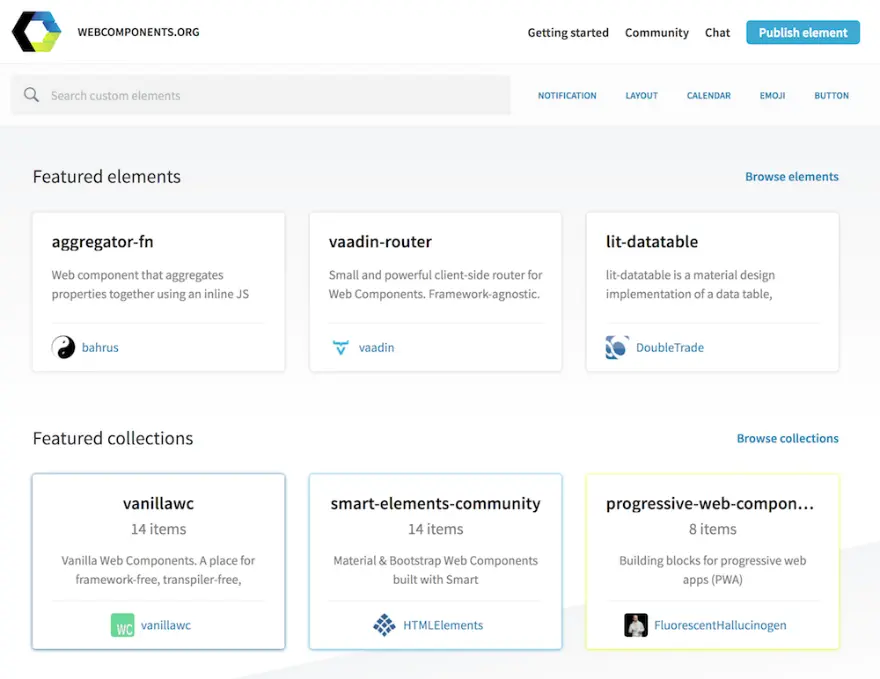 WEBCOMPONENTS.ORG
Getting started Community Chat Publish element
Search custom elements
NOTIFICATION LAYOUT CALENDAR EMOJI BUTTON
Featured elements
Browse elements
aggregator-fn
Web component that aggregates
properties together using an inline JS
bahrus
vaadin-router
Small and powerful client-side router for
Web Components. Framework-agnostic.
vaadin
lit-datatable
lit-datatable is a material design
implementation of a data table,
DoubleTrade
Featured collections
Browse collections
vanillawc
14 items
Vanilla Web Components. A place for
framework-free, transpiler-free,
WC vanillawc
smart-elements-community
14 items
Material & Bootstrap Web Components
built with Smart
HTMLElements
progressive-web-compon...
8 items
Building blocks for progressive web
apps (PWA)
FluorescentHallucinogen